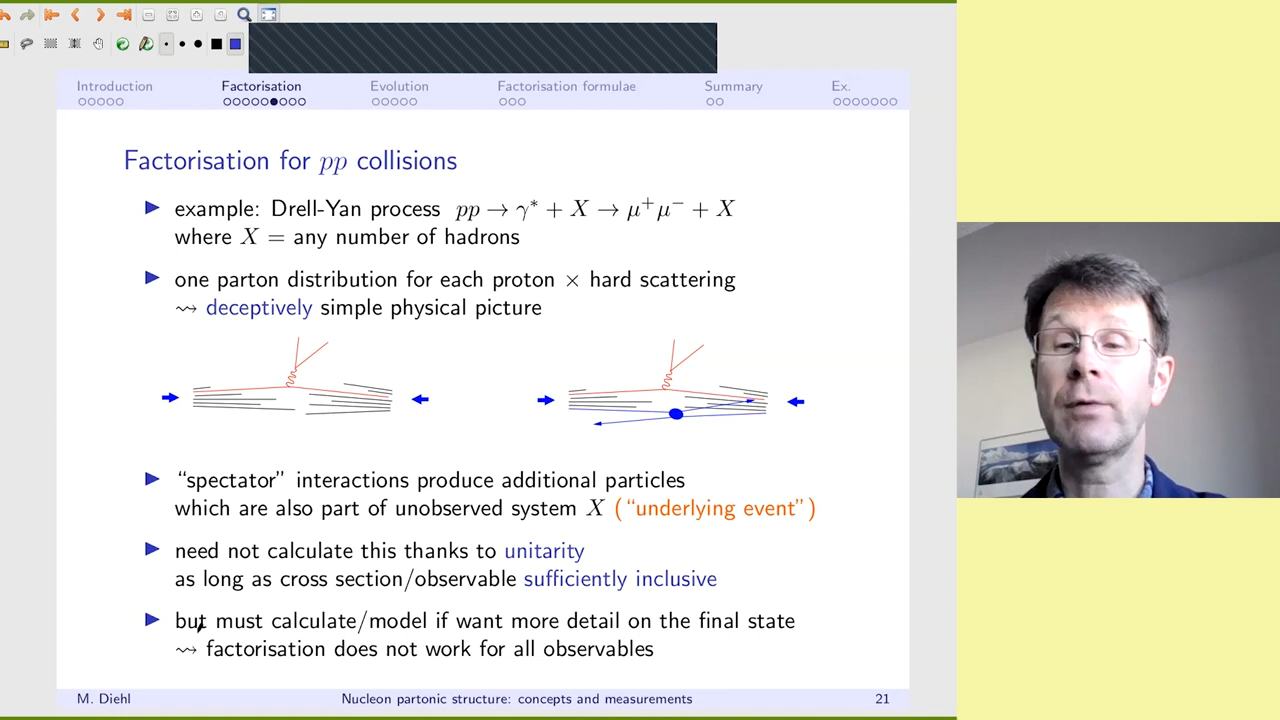 Introduction
Factorisation
Evolution
Factorisation formulae
Summary
Ex.
Factorisation for pp collisions
example: Drell-Yan process pp → γ* + X → μ⁺μ⁻ + X
where X = any number of hadrons
one parton distribution for each proton × hard scattering
⇝ deceptively simple physical picture
“spectator” interactions produce additional particles
which are also part of unobserved system X (“underlying event”)
need not calculate this thanks to unitarity
as long as cross section/observable sufficiently inclusive
but must calculate/model if want more detail on the final state
⇝ factorisation does not work for all observables
M. Diehl
Nucleon partonic structure: concepts and measurements
21